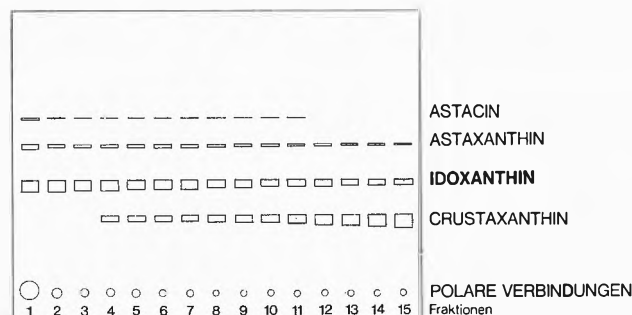 ASTACIN
ASTAXANTHIN
IDOXANTHIN
CRUSTAXANTHIN
POLARE VERBINDUNGEN
1 2 3 4 5 6 7 8 9 10 11 12 13 14 15 Fraktionen